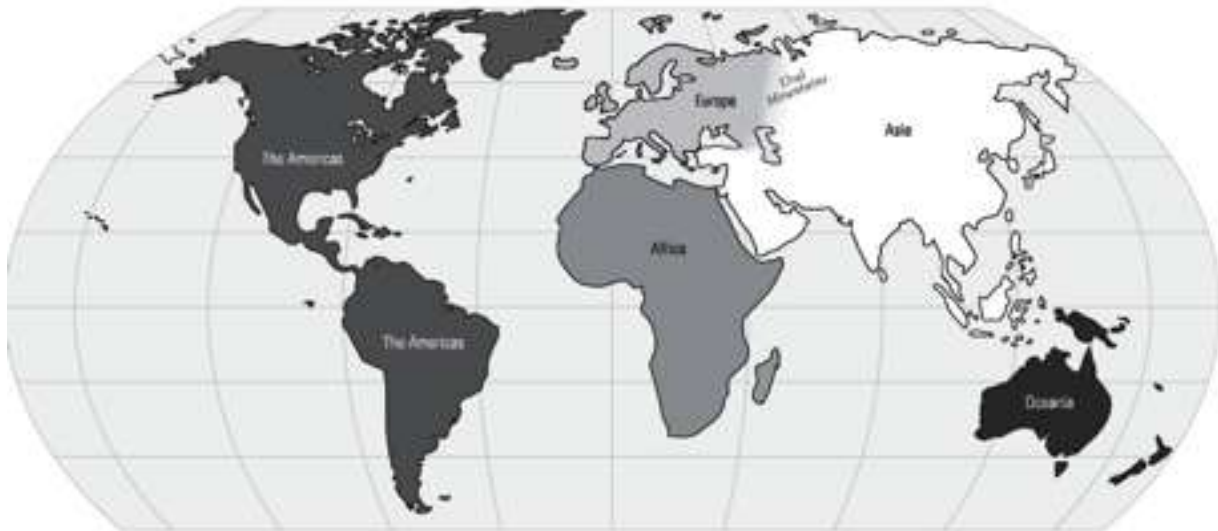 The Americas
Europe
Ural
Mountains
Asia
Africa
The Americas
Oceania